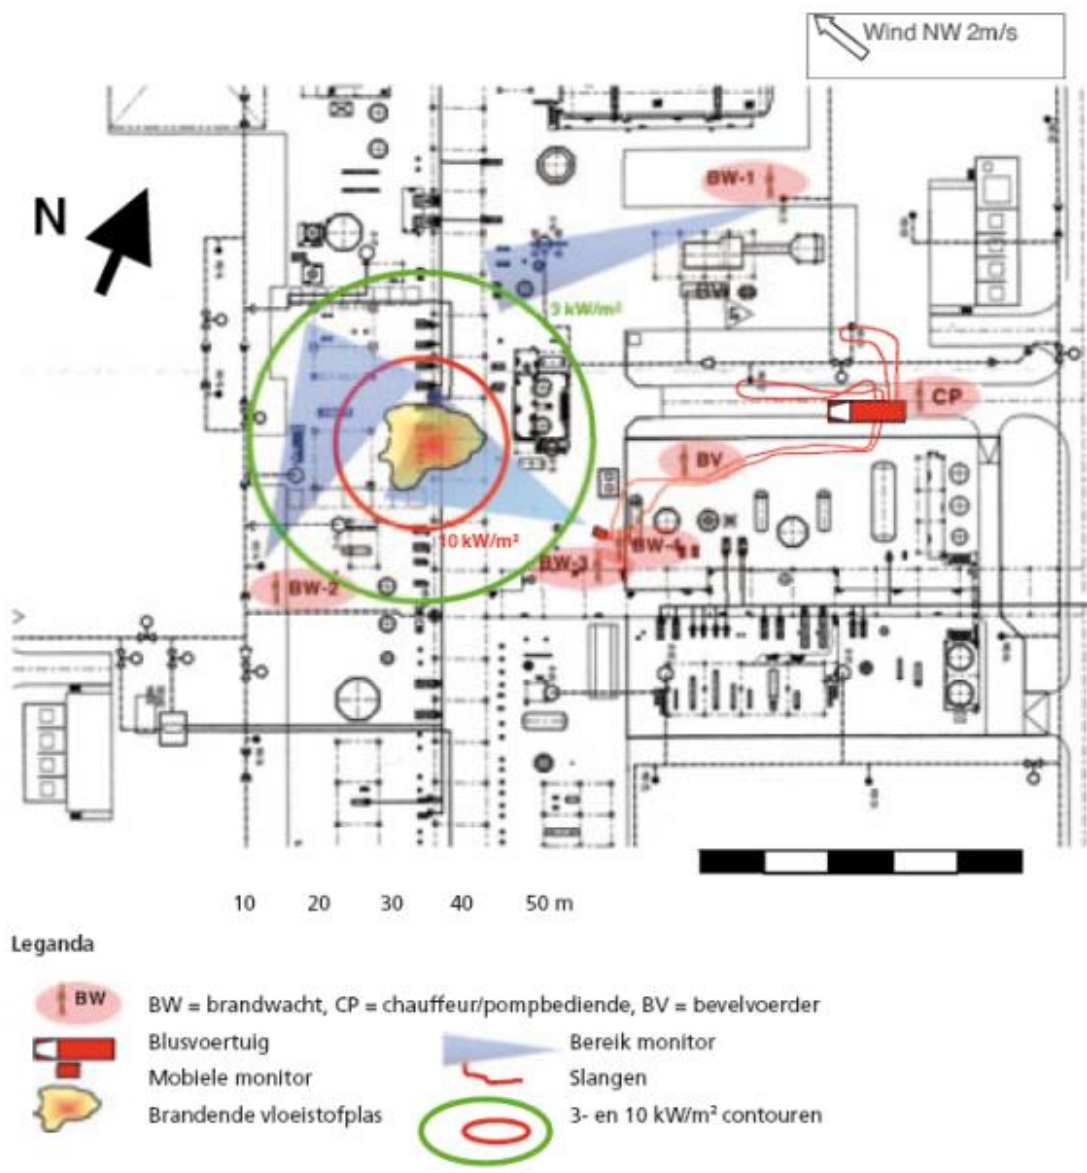 Wind NW 2m/s
N
BW-1
3 kW/m²
CP
BV
10 kW/m²
BW-4
BW-3
BW-2
10 20 30 40 50 m
Leganda
BW BW = brandwacht, CP = chauffeur/pompbediende, BV = bevelvoerder
Blusvoertuig Bereik monitor
Mobiele monitor Slangen
Brandende vloeistofplas 3- en 10 kW/m² contouren